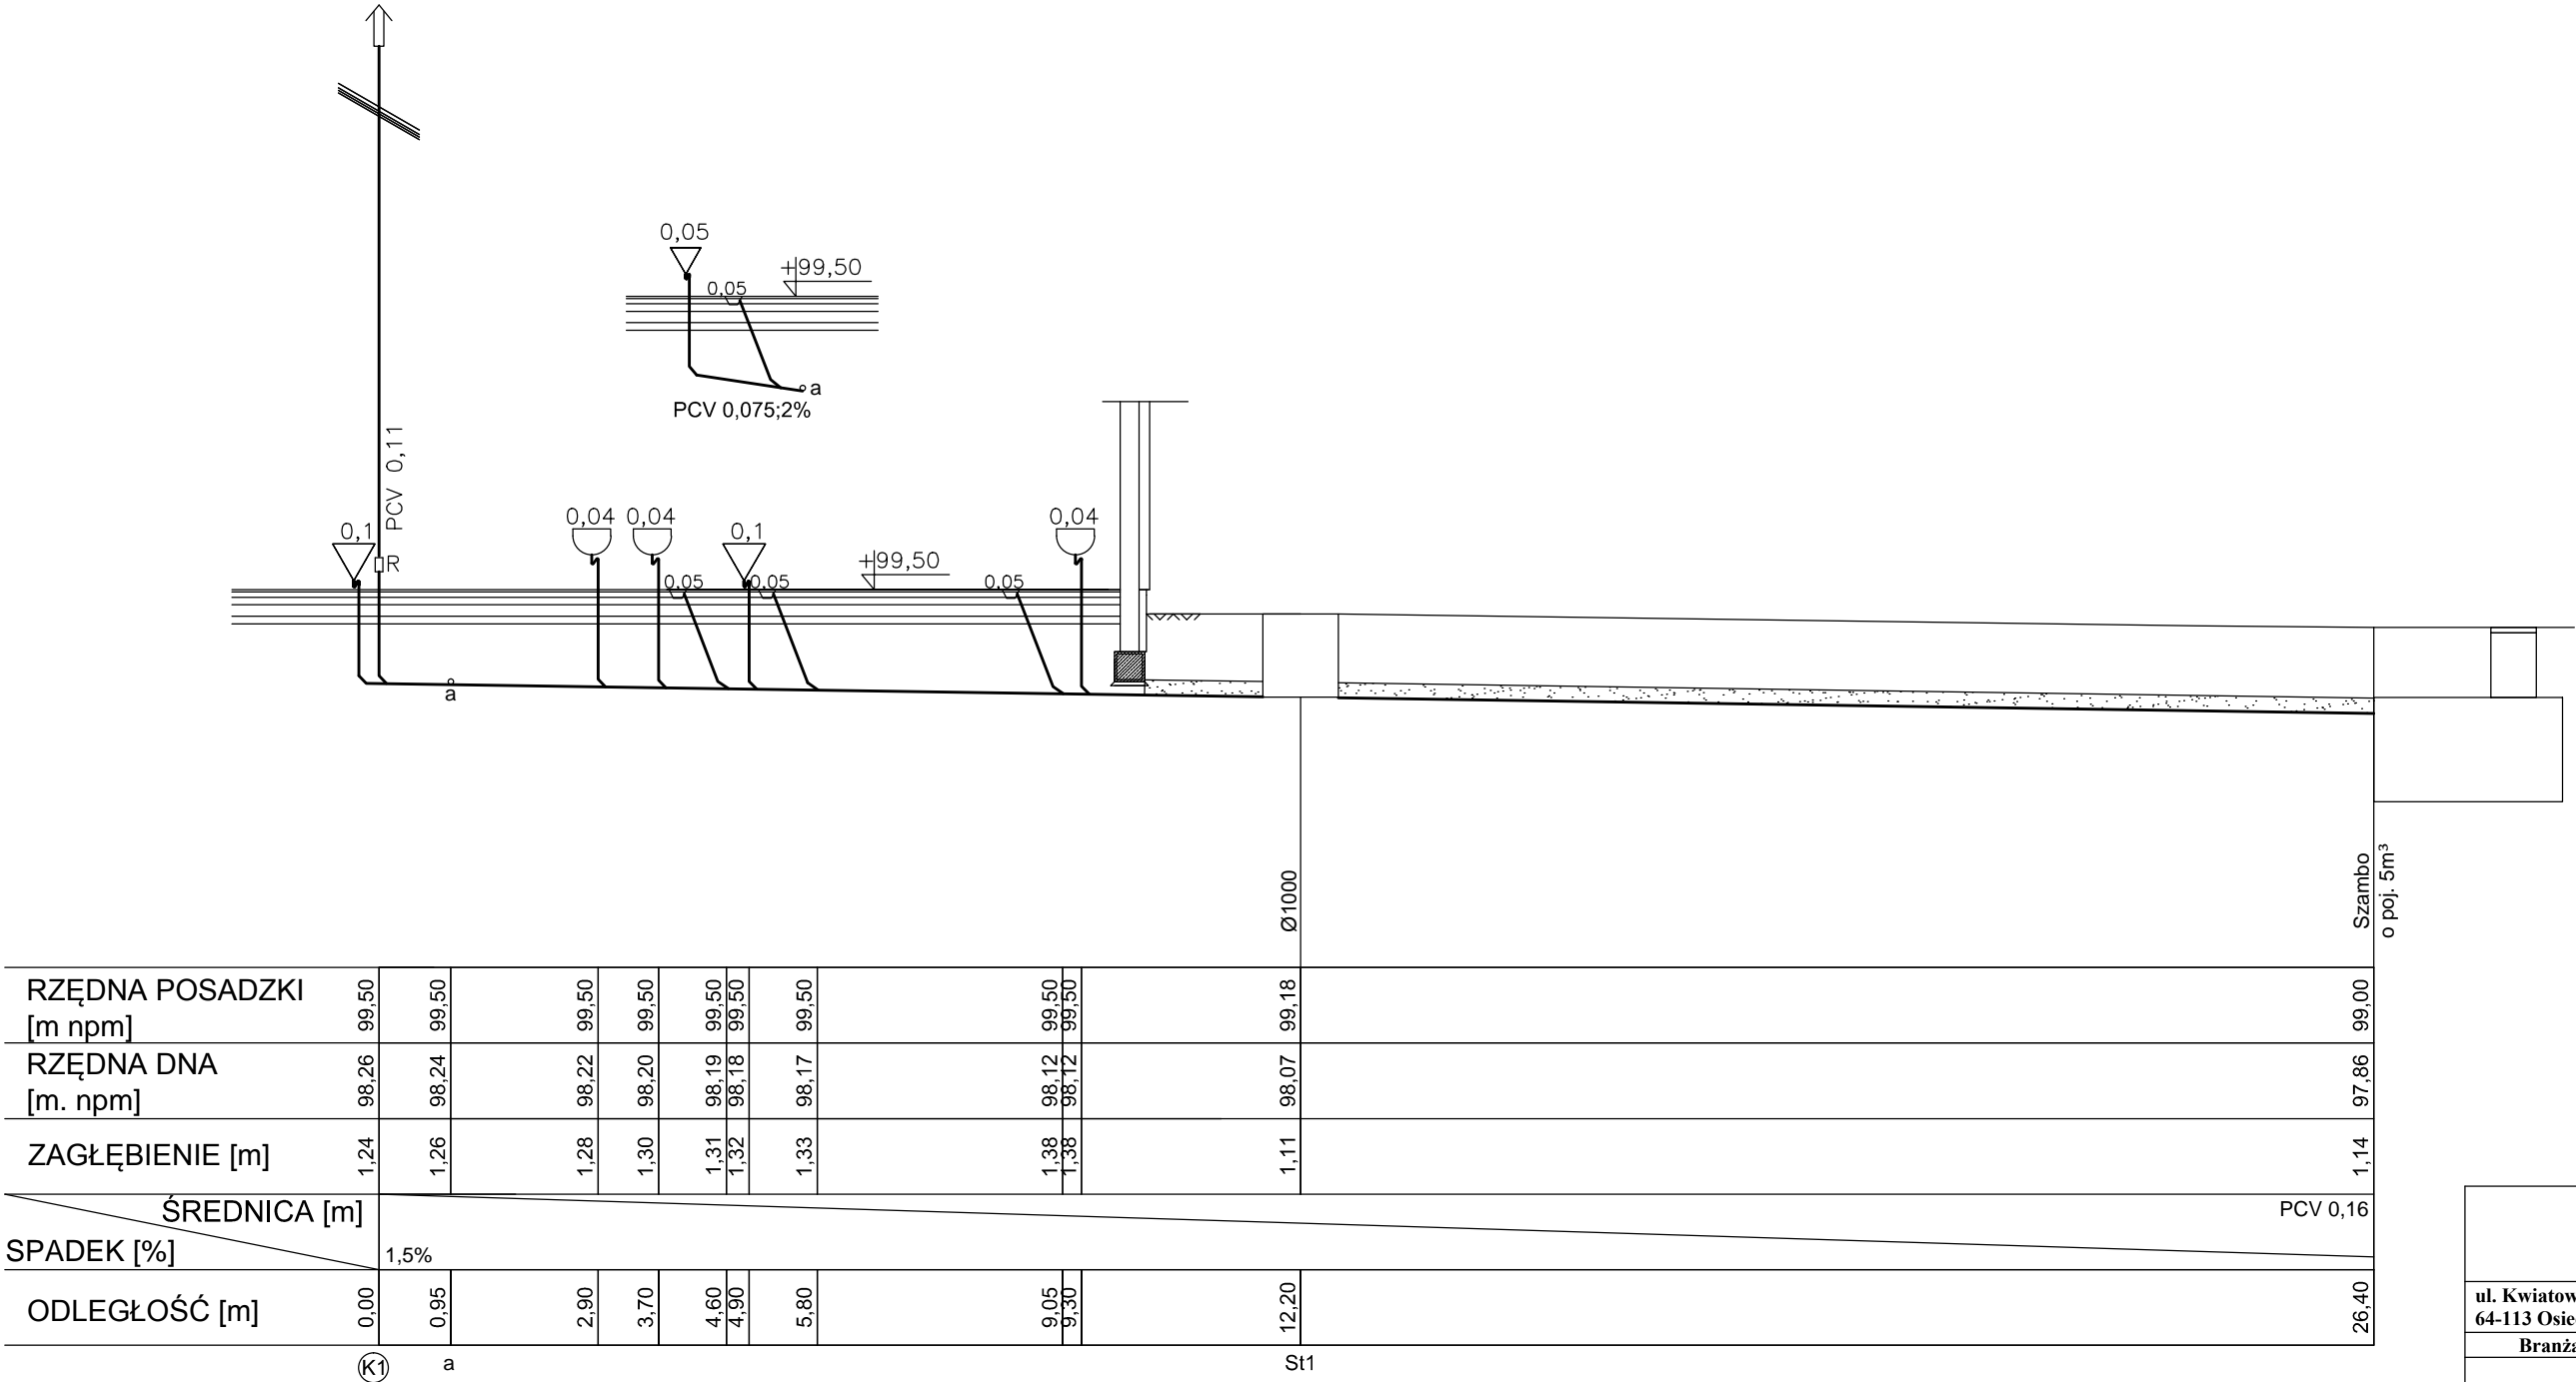 0,05
+99,50
0,05
a
PCV 0,075;2%
PCV 0,11
0,1
R
0,04
0,04
0,1
0,04
+99,50
0,05
0,05
0,05
a
Ø1000
Szambo
o poj. 5m³
RZĘDNA POSADZKI
[m npm]
99,50 99,50 99,50 99,50 99,50 99,50 99,50 99,50 99,50 99,18 99,00
RZĘDNA DNA
[m. npm]
98,26 98,24 98,22 98,20 98,19 98,18 98,17 98,12 98,12 98,07 97,86
ZAGŁĘBIENIE [m]
1,24 1,26 1,28 1,30 1,31 1,32 1,33 1,38 1,38 1,11 1,14
ŚREDNICA [m]
PCV 0,16
SPADEK [%]
1,5%
ODLEGŁOŚĆ [m]
0,00 0,95 2,90 3,70 4,60 4,90 5,80 9,05 9,30 12,20 26,40
K1 a St1
ul. Kwiatow
64-113 Osie
Branża